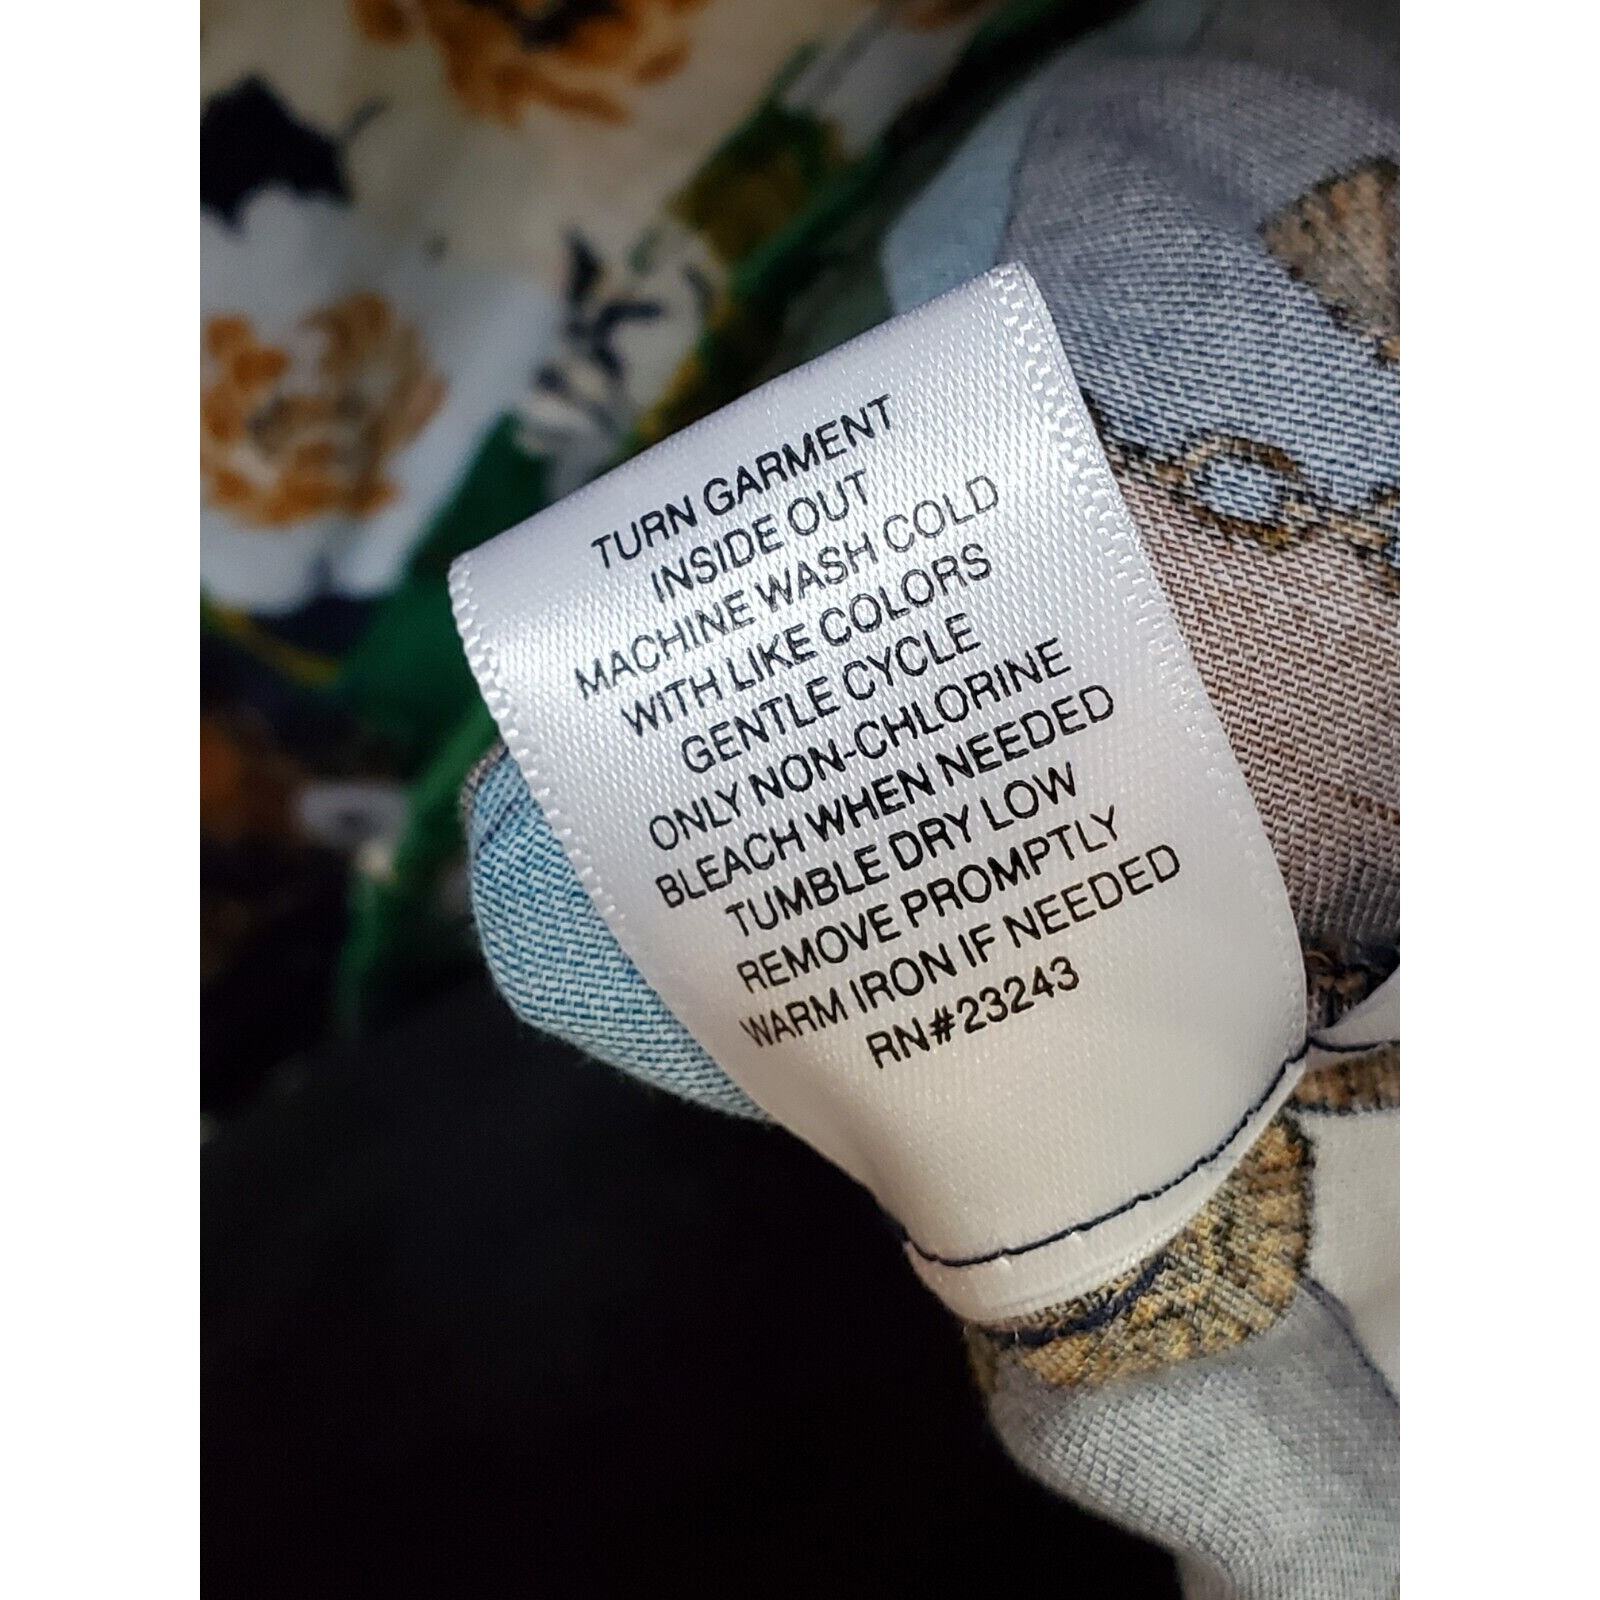 TURN GARMENT
INSIDE OUT
MACHINE WASH COLD
WITH LIKE COLORS
GENTLE CYCLE
ONLY NON-CHLORINE
BLEACH WHEN NEEDED
TUMBLE DRY LOW
REMOVE PROMPTLY
WARM IRON IF NEEDED
RN#23243